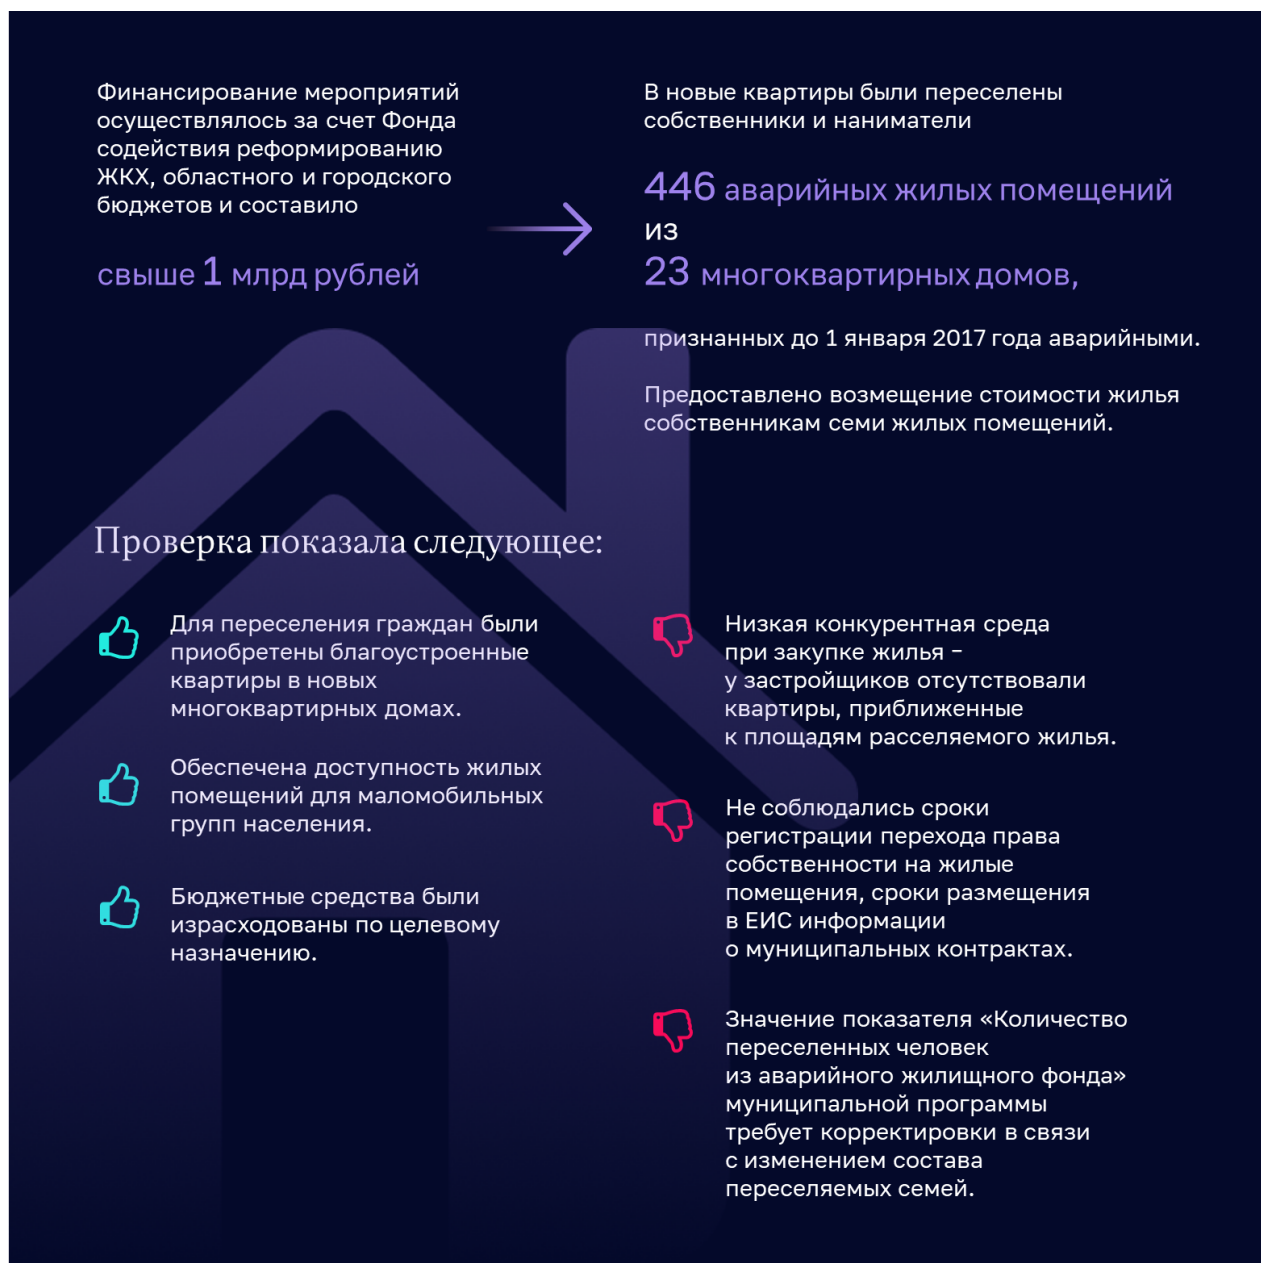 Финансирование мероприятий
осуществлялось за счет Фонда
содействия реформированию
ЖКХ, областного и городского
бюджетов и составило
свыше 1 млрд рублей
В новые квартиры были переселены
собственники и наниматели
446 аварийных жилых помещений
из
23 многоквартирных домов,
признанных до 1 января 2017 года аварийными.
Предоставлено возмещение стоимости жилья
собственникам семи жилых помещений.
Проверка показала следующее:
Для переселения граждан были
приобретены благоустроенные
квартиры в новых
многоквартирных домах.
Обеспечена доступность жилых
помещений для маломобильных
групп населения.
Бюджетные средства были
израсходованы по целевому
назначению.
Низкая конкурентная среда
при закупке жилья –
у застройщиков отсутствовали
квартиры, приближенные
к площадям расселяемого жилья.
Не соблюдались сроки
регистрации перехода права
собственности на жилые
помещения, сроки размещения
в ЕИС информации
о муниципальных контрактах.
Значение показателя «Количество
переселенных человек
из аварийного жилищного фонда»
муниципальной программы
требует корректировки в связи
с изменением состава
переселяемых семей.